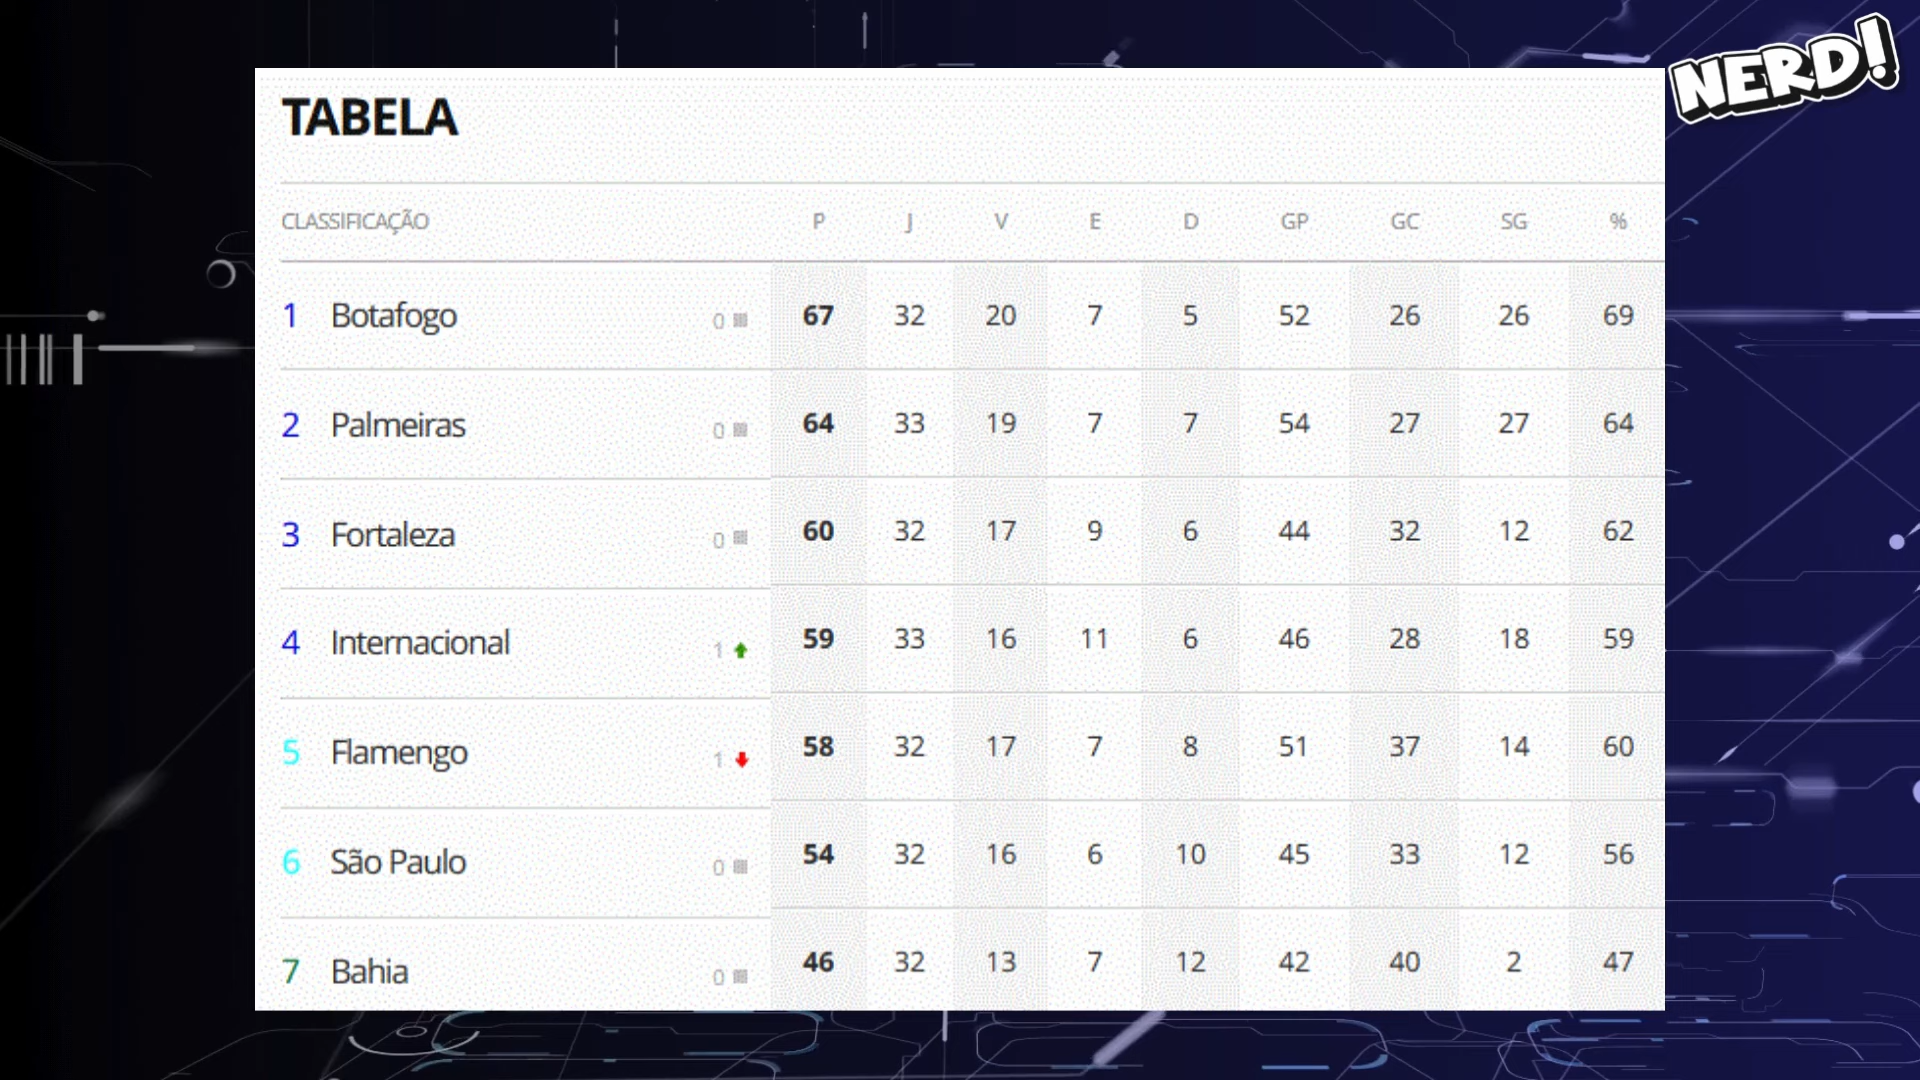 NERD!
TABELA
CLASSIFICAÇÃO P J V E D GP GC SG %
1 Botafogo 0 67 32 20 7 5 52 26 26 69
2 Palmeiras 0 64 33 19 7 7 54 27 27 64
3 Fortaleza 0 60 32 17 9 6 44 32 12 62
4 Internacional 1 59 33 16 11 6 46 28 18 59
5 Flamengo 1 58 32 17 7 8 51 37 14 60
6 São Paulo 0 54 32 16 6 10 45 33 12 56
7 Bahia 0 46 32 13 7 12 42 40 2 47